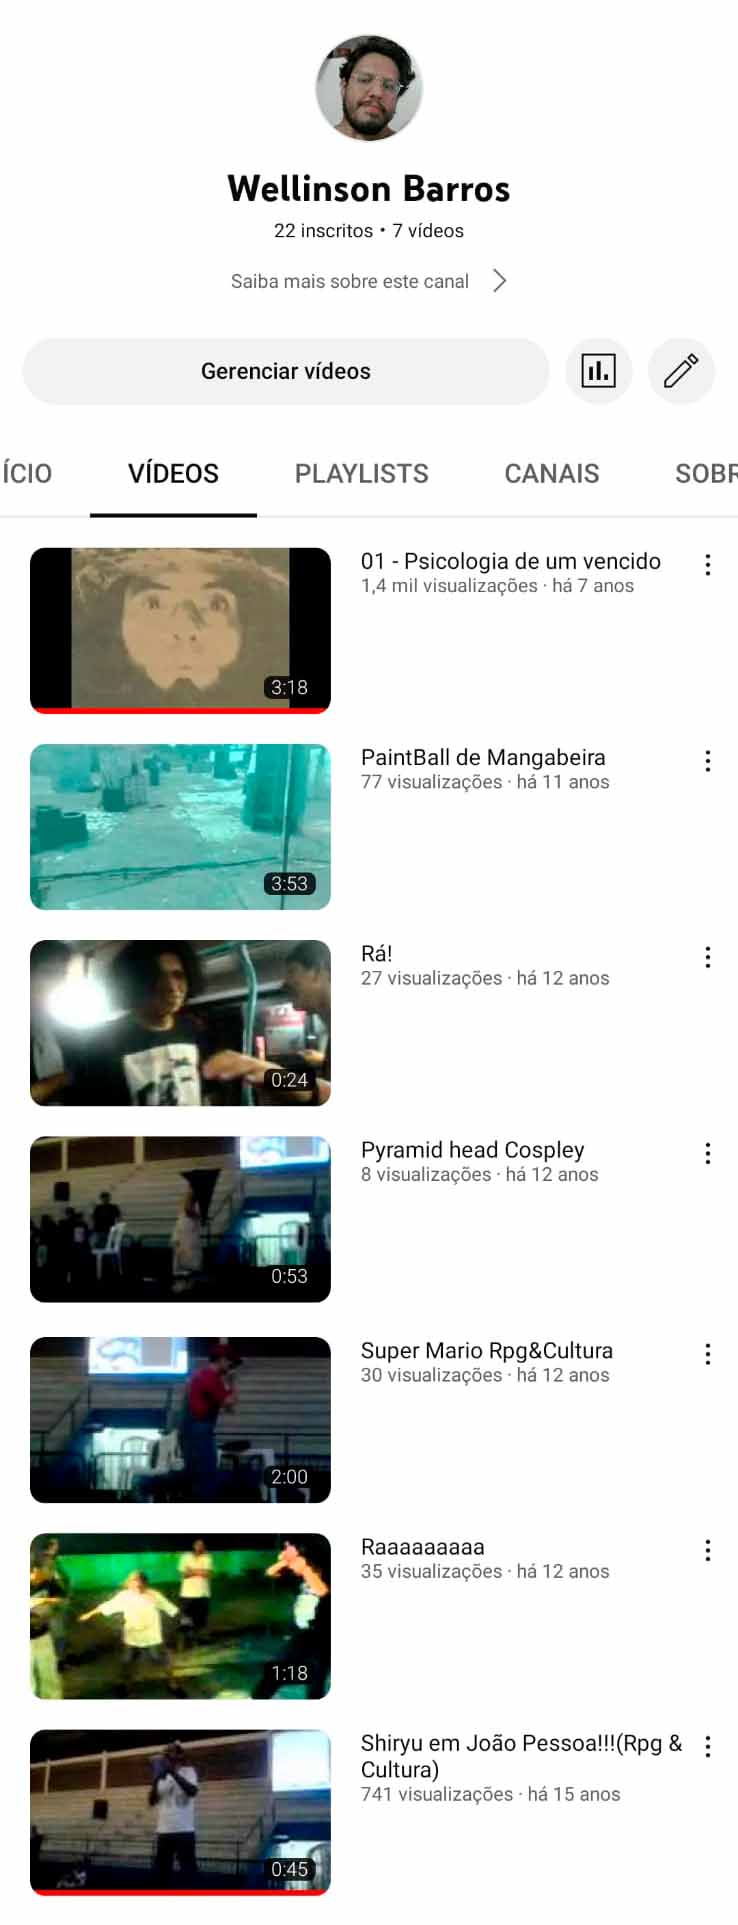 Wellinson Barros
22 inscritos • 7 vídeos
Saiba mais sobre este canal
Gerenciar vídeos
ÍCIO VÍDEOS PLAYLISTS CANAIS SOBR
01 - Psicologia de um vencido
1,4 mil visualizações · há 7 anos
3:18
PaintBall de Mangabeira
77 visualizações · há 11 anos
3:53
Rá!
27 visualizações · há 12 anos
0:24
Pyramid head Cospley
8 visualizações · há 12 anos
0:53
Super Mario Rpg&Cultura
30 visualizações · há 12 anos
2:00
Raaaaaaaaa
35 visualizações · há 12 anos
1:18
Shiryu em João Pessoa!!!(Rpg &
Cultura)
741 visualizações · há 15 anos
0:45